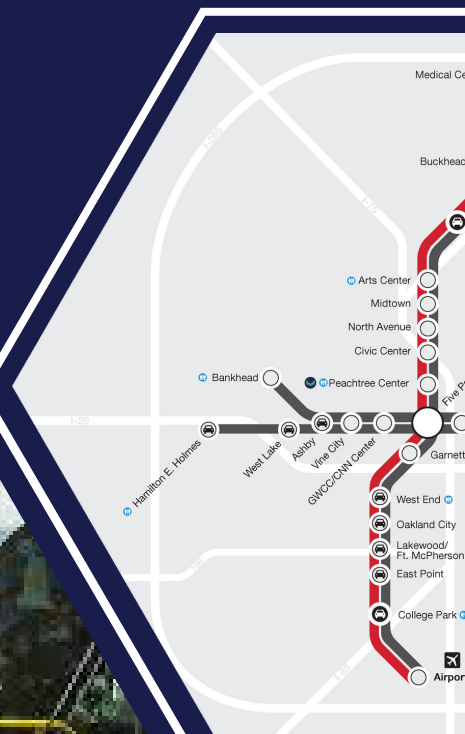 Medical Ce
I-285
Buckhead
I-75
Arts Center
Midtown
North Avenue
Civic Center
Bankhead
Peachtree Center
Five P
I-20
Hamilton E. Holmes
West Lake
Ashby
Vine City
GWCC/CNN Center
Garnett
West End
Oakland City
Lakewood/
Ft. McPherson
East Point
College Park
I-85
Airport